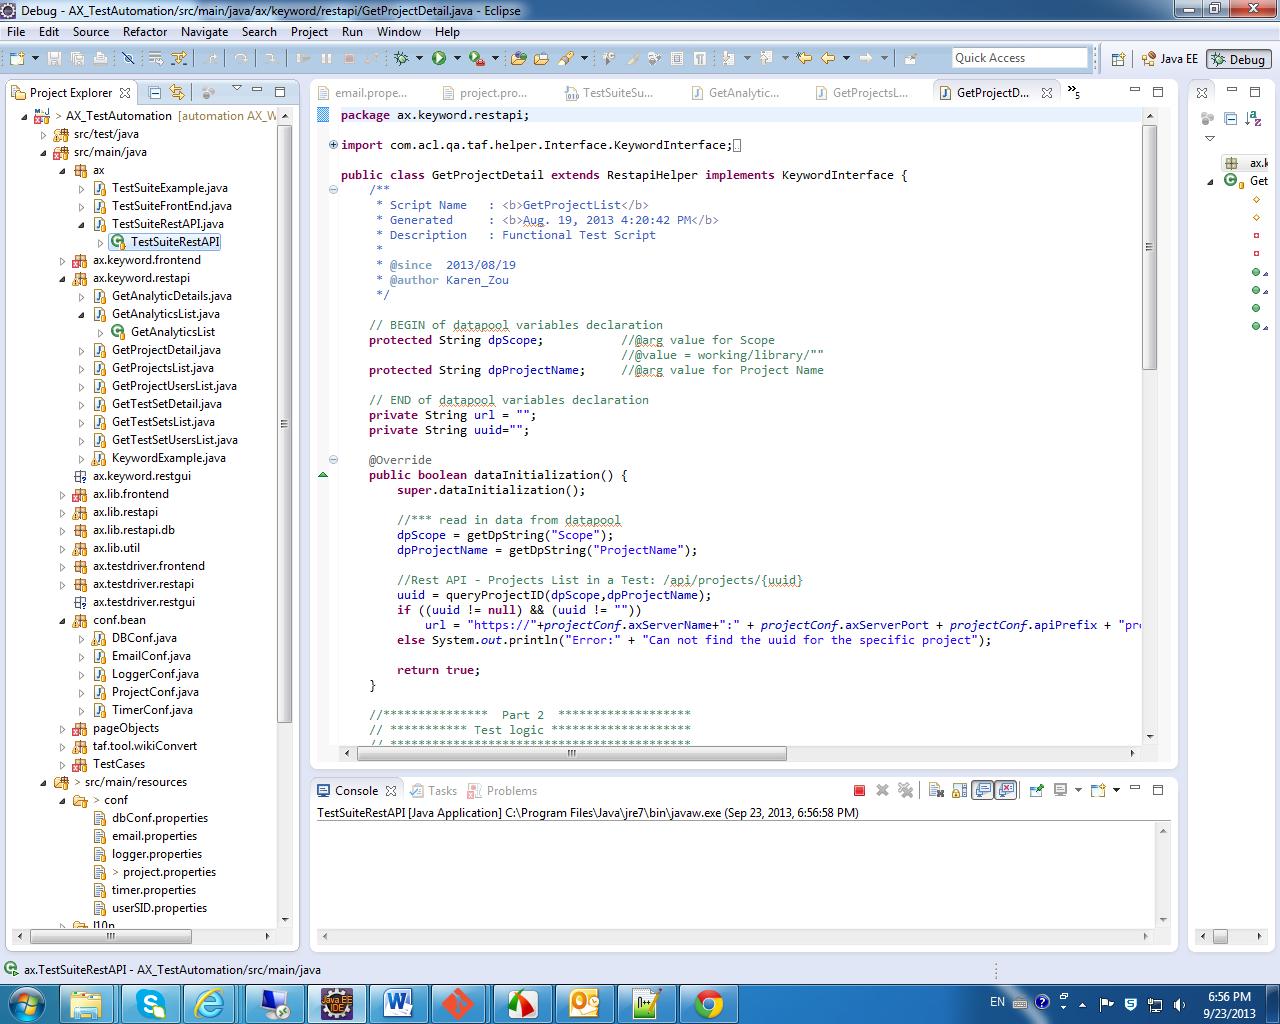 Debug - AX_TestAutomation/src/main/java/ax/keyword/restapi/GetProjectDetail.java - Eclipse
File Edit Source Refactor Navigate Search Project Run Window Help
Quick Access
Java EE
Debug
Project Explorer
> AX_TestAutomation [automation AX_W
src/test/java
src/main/java
ax
TestSuiteExample.java
TestSuiteFrontEnd.java
TestSuiteRestAPI.java
TestSuiteRestAPI
ax.keyword.frontend
ax.keyword.restapi
GetAnalyticDetails.java
GetAnalyticsList.java
GetAnalyticsList
GetProjectDetail.java
GetProjectsList.java
GetProjectUsersList.java
GetTestSetDetail.java
GetTestSetsList.java
GetTestSetUsersList.java
KeywordExample.java
ax.keyword.restgui
ax.lib.frontend
ax.lib.restapi
ax.lib.restapi.db
ax.lib.util
ax.testdriver.frontend
ax.testdriver.restapi
ax.testdriver.restgui
conf.bean
DBConf.java
EmailConf.java
LoggerConf.java
ProjectConf.java
TimerConf.java
pageObjects
taf.tool.wikiConvert
TestCases
> src/main/resources
> conf
dbConf.properties
email.properties
logger.properties
> project.properties
timer.properties
userSID.properties
l10n
email.prope...
project.pro...
TestSuiteSu...
GetAnalytic...
GetProjectsL...
GetProjectD...
»5
package ax.keyword.restapi;
import com.acl.qa.taf.helper.Interface.KeywordInterface;
public class GetProjectDetail extends RestapiHelper implements KeywordInterface {
/**
* Script Name : <b>GetProjectList</b>
* Generated : <b>Aug. 19, 2013 4:20:42 PM</b>
* Description : Functional Test Script
*
* @since 2013/08/19
* @author Karen_Zou
*/
// BEGIN of datapool variables declaration
protected String dpScope; //@arg value for Scope
//@value = working/library/""
protected String dpProjectName; //@arg value for Project Name
// END of datapool variables declaration
private String url = "";
private String uuid="";
@Override
public boolean dataInitialization() {
super.dataInitialization();
//*** read in data from datapool
dpScope = getDpString("Scope");
dpProjectName = getDpString("ProjectName");
//Rest API - Projects List in a Test: /api/projects/{uuid}
uuid = queryProjectID(dpScope,dpProjectName);
if ((uuid != null) && (uuid != ""))
url = "https://"+projectConf.axServerName+":" + projectConf.axServerPort + projectConf.apiPrefix + "pro
else System.out.println("Error:" + "Can not find the uuid for the specific project");
return true;
}
//*************** Part 2 *******************
// *********** Test logic ********************
ax.k
Get
Console
Tasks
Problems
TestSuiteRestAPI [Java Application] C:\Program Files\Java\jre7\bin\javaw.exe (Sep 23, 2013, 6:56:58 PM)
ax.TestSuiteRestAPI - AX_TestAutomation/src/main/java
Java EE
IDE
EN
6:56 PM
9/23/2013